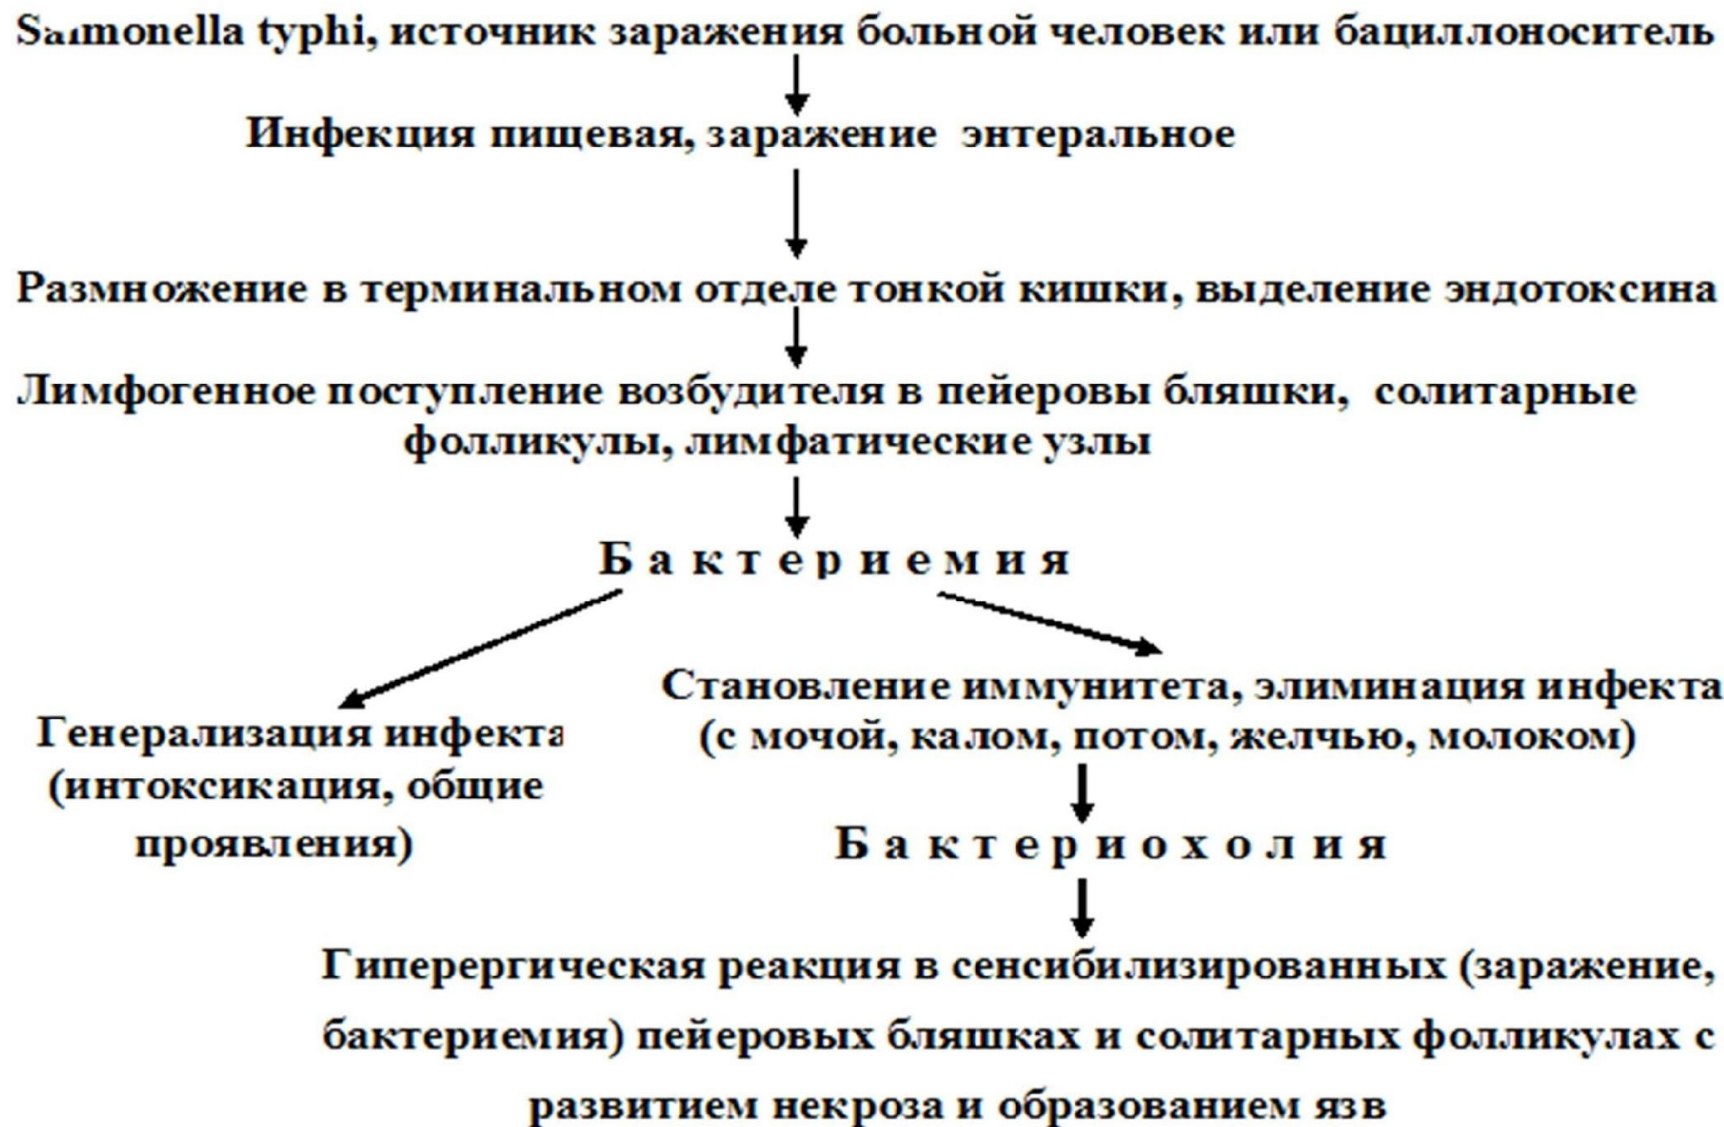 Salmonella typhi, источник заражения больной человек или бациллоноситель
Инфекция пищевая, заражение энтеральное
Размножение в терминальном отделе тонкой кишки, выделение эндотоксина
Лимфогенное поступление возбудителя в пейеровы бляшки, солитарные
фолликулы, лимфатические узлы
Бактериемия
Генерализация инфекта
(интоксикация, общие
проявления)
Становление иммунитета, элиминация инфекта
(с мочой, калом, потом, желчью, молоком)
Бактериохолия
Гиперергическая реакция в сенсибилизированных (заражение,
бактериемия) пейеровых бляшках и солитарных фолликулах с
развитием некроза и образованием язв